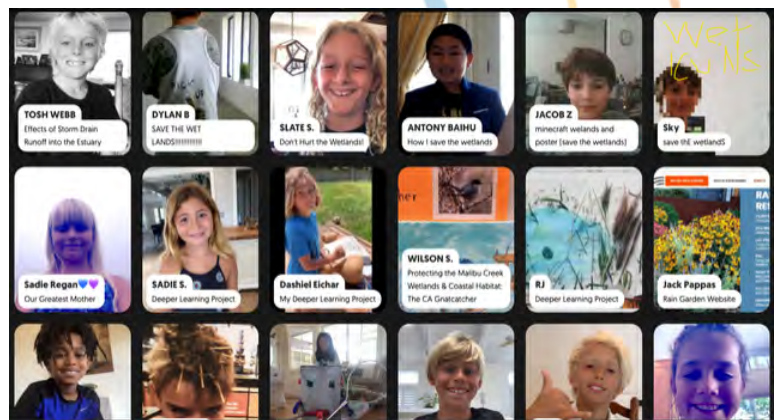 Wet
TOSH WEBB
Effects of Storm Drain
Runoff into the Estuary
DYLAN B
SAVE THE WET
LANDS!!!!!!!!!!!!!
SLATE S.
Don't Hurt the Wetlands!
ANTONY BAIHU
How I save the wetlands
JACOB Z
minecraft welands and
poster (save the wetlands)
Sky
save thE wetlandS
Sadie Regan💙💜
Our Greatest Mother
SADIE S.
Deeper Learning Project
Dashiel Eichar
My Deeper Learning Project
WILSON S.
Protecting the Malibu Creek
Wetlands & Coastal Habitat:
The CA Gnatcatcher
RJ
Deeper Learning Project
Jack Pappas
Rain Garden Website